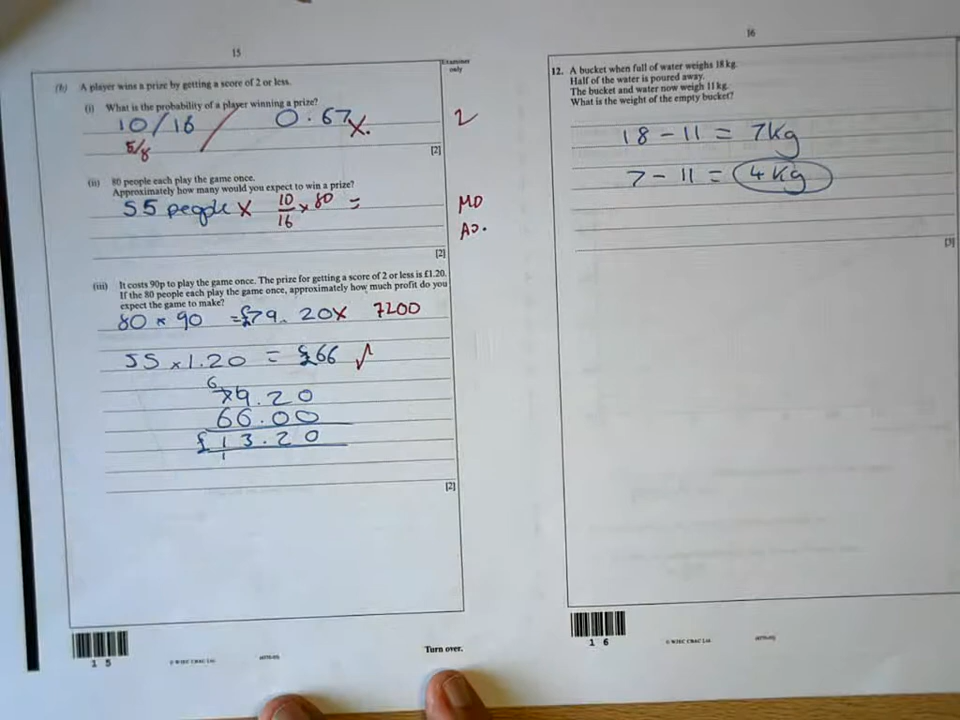 15
Examiner only
(b) A player wins a prize by getting a score of 2 or less.
(i) What is the probability of a player winning a prize?
10/16 / 0.67 X.
5/8
2
[2]
(ii) 80 people each play the game once.
Approximately how many would you expect to win a prize?
55 people X 10/16 × 80 =
M0
A0.
[2]
(iii) It costs 90p to play the game once. The prize for getting a score of 2 or less is £1.20.
If the 80 people each play the game once, approximately how much profit do you
expect the game to make?
80 × 90 = £79.20 X 7200
55 × 1.20 = £66 ✓
6
79.20
66.00
£13.20
1
[2]
15
© WJEC CBAC Ltd.
Turn over.
16
12. A bucket when full of water weighs 18 kg.
Half of the water is poured away.
The bucket and water now weigh 11 kg.
What is the weight of the empty bucket?
18 - 11 = 7kg
7 - 11 = 4kg
[3]
16
© WJEC CBAC Ltd.